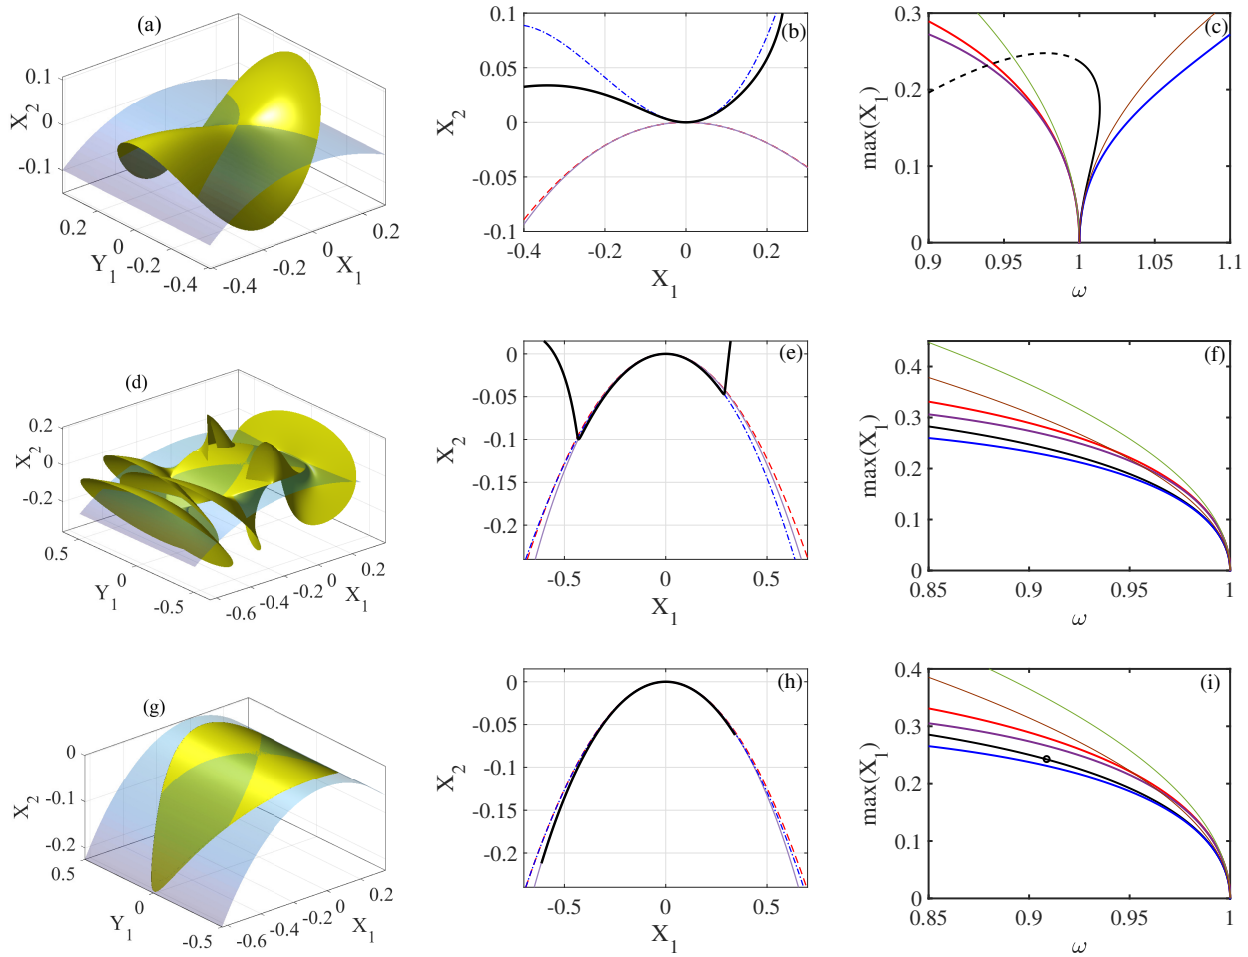 (a)
0.1
0
-0.1
X2
0.2
0
-0.2
-0.4
Y1
-0.4
-0.2
0
0.2
X1
(b)
0.1
0.05
0
-0.05
-0.1
X2
-0.4
-0.2
0
0.2
X1
(c)
0.3
0.2
0.1
0
max(X1)
0.9
0.95
1
1.05
1.1
ω
(d)
0.2
0
-0.2
X2
0.5
0
-0.5
Y1
-0.6
-0.4
-0.2
0
0.2
X1
(e)
0
-0.05
-0.1
-0.2
X2
-0.5
0
0.5
X1
(f)
0.4
0.3
0.2
0.1
0
max(X1)
0.85
0.9
0.95
1
ω
(g)
0
-0.1
-0.2
X2
0.5
0
-0.5
Y1
-0.6
-0.4
-0.2
0
0.2
X1
(h)
0
-0.05
-0.1
-0.15
-0.2
X2
-0.5
0
0.5
X1
(i)
0.4
0.3
0.2
0.1
0
max(X1)
0.85
0.9
0.95
1
ω